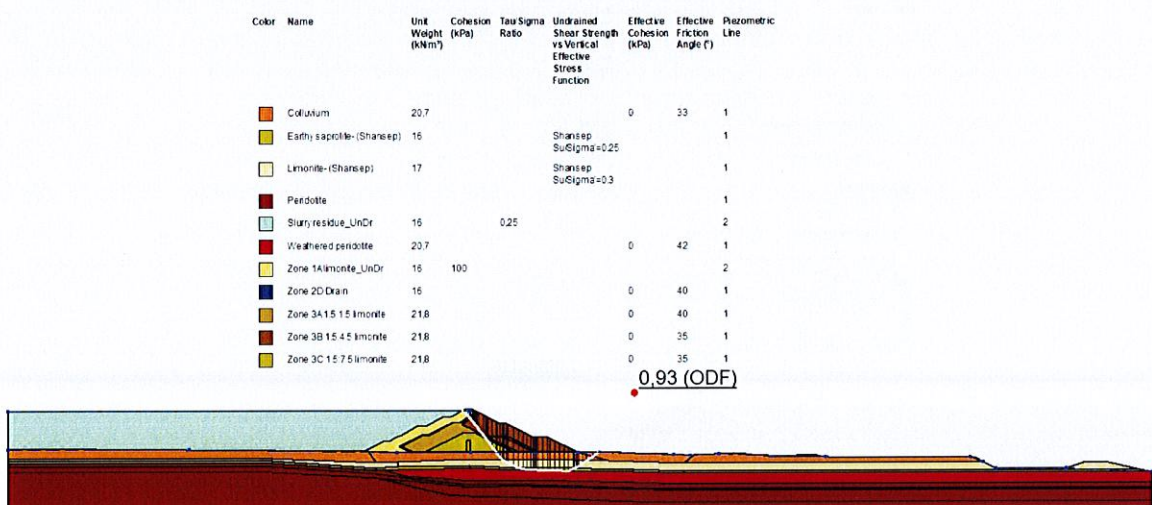 Color Name Unit Weight (kN/m³) Cohesion (kPa) Tau/Sigma Ratio Undrained Shear Strength vs Vertical Effective Stress Function Effective Cohesion (kPa) Effective Friction Angle (°) Piezometric Line
Colluvium 20,7 0 33 1
Earthy saprolite- (Shansep) 16 Shansep Su/Sigma'=0.25 1
Limonite- (Shansep) 17 Shansep Su/Sigma'=0.3 1
Peridotite 1
Slurry residue_UnDr 16 0,25 2
Weathered peridotite 20,7 0 42 1
Zone 1A limonite_UnDr 16 100 2
Zone 2D Drain 16 0 40 1
Zone 3A 1.5 1.5 limonite 21,8 0 40 1
Zone 3B 1.5 4.5 limonite 21,8 0 35 1
Zone 3C 1.5 7.5 limonite 21,8 0 35 1
0,93 (ODF)